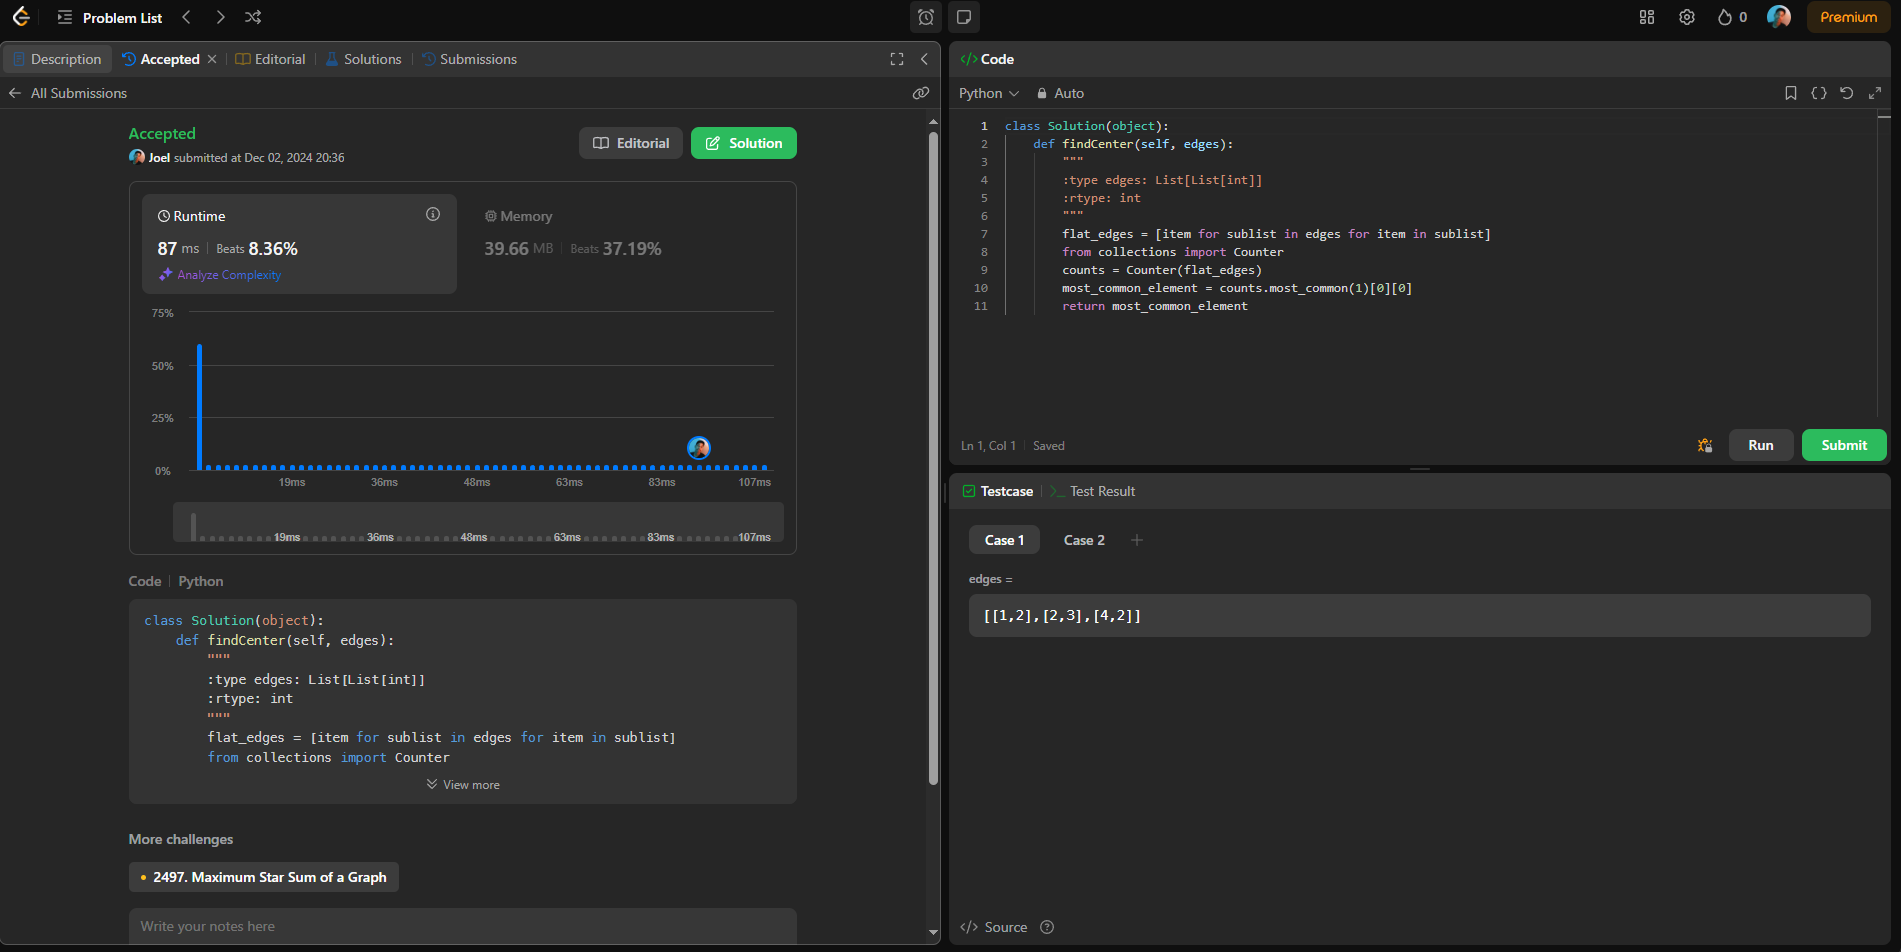 Problem List
0
Premium
Description
Accepted
Editorial
Solutions
Submissions
All Submissions
Accepted
Joel submitted at Dec 02, 2024 20:36
Editorial
Solution
Runtime
87 ms
Beats 8.36%
Analyze Complexity
Memory
39.66 MB
Beats 37.19%
75%
50%
25%
0%
19ms 36ms 48ms 63ms 83ms 107ms
19ms 36ms 48ms 63ms 83ms 107ms
Code | Python
class Solution(object):
    def findCenter(self, edges):
        """
        :type edges: List[List[int]]
        :rtype: int
        """
        flat_edges = [item for sublist in edges for item in sublist]
        from collections import Counter
View more
More challenges
2497. Maximum Star Sum of a Graph
Write your notes here
</> Code
Python
Auto
1 class Solution(object):
2     def findCenter(self, edges):
3         """
4         :type edges: List[List[int]]
5         :rtype: int
6         """
7         flat_edges = [item for sublist in edges for item in sublist]
8         from collections import Counter
9         counts = Counter(flat_edges)
10         most_common_element = counts.most_common(1)[0][0]
11         return most_common_element
Ln 1, Col 1 | Saved
Run
Submit
Testcase
>_ Test Result
Case 1
Case 2
+
edges =
[[1,2],[2,3],[4,2]]
</> Source